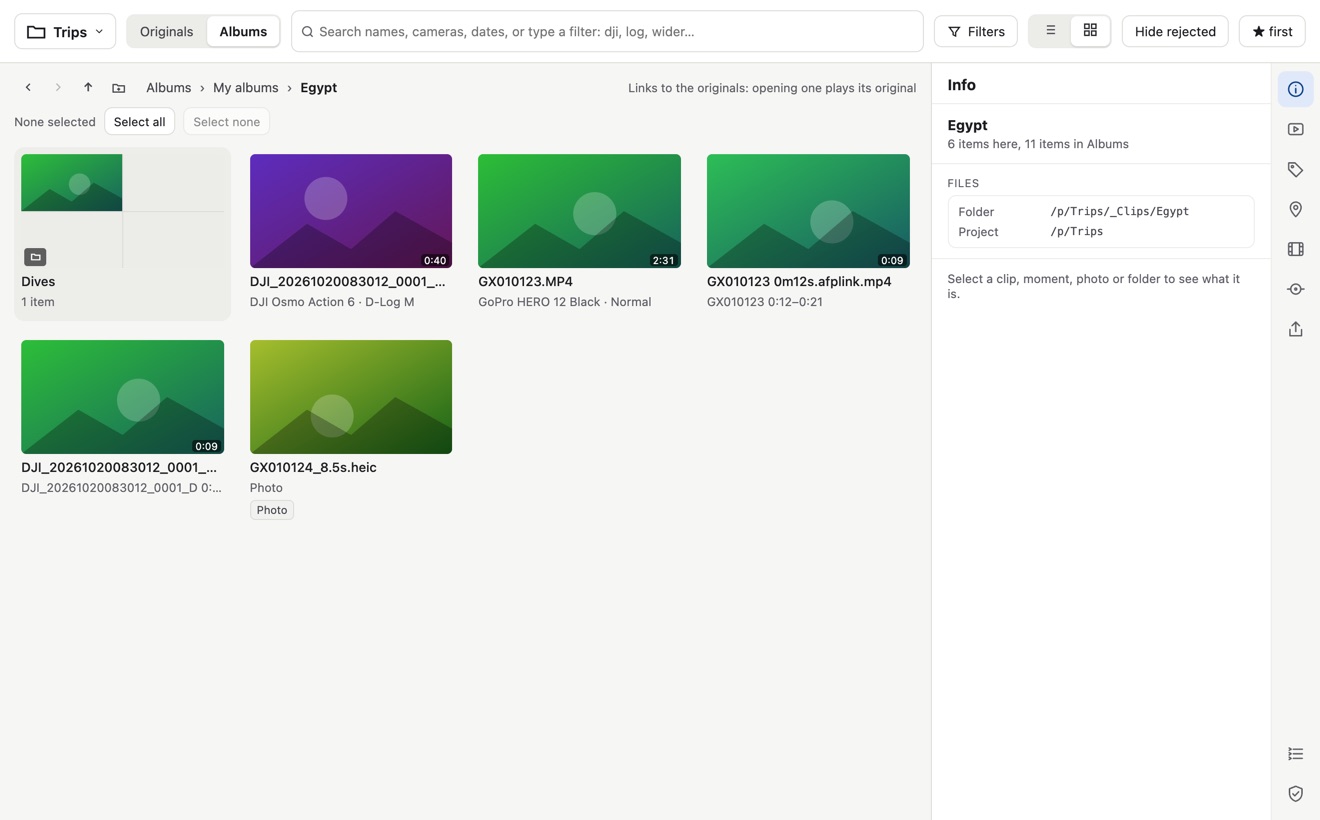 Trips
Originals
Albums
Search names, cameras, dates, or type a filter: dji, log, wider...
Filters
Hide rejected
★ first
Albums › My albums › Egypt
Links to the originals: opening one plays its original
None selected
Select all
Select none
Dives
1 item
0:40
DJI_20261020083012_0001_...
DJI Osmo Action 6 · D-Log M
2:31
GX010123.MP4
GoPro HERO 12 Black · Normal
0:09
GX010123 0m12s.afplink.mp4
GX010123 0:12–0:21
0:09
DJI_20261020083012_0001_...
DJI_20261020083012_0001_D 0:...
GX010124_8.5s.heic
Photo
Photo
Info
Egypt
6 items here, 11 items in Albums
FILES
Folder /p/Trips/_Clips/Egypt
Project /p/Trips
Select a clip, moment, photo or folder to see what it
is.